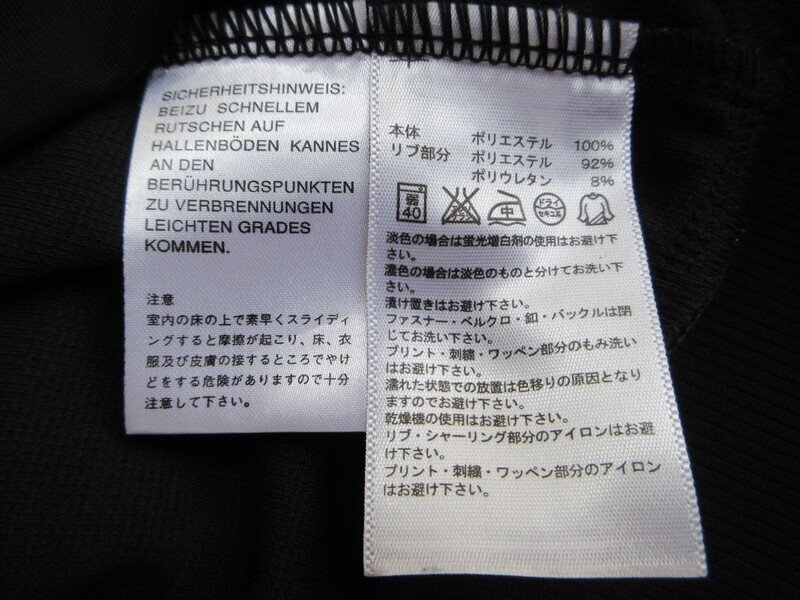 SICHERHEITSHINWEIS:
BEIZU SCHNELLEM
RUTSCHEN AUF
HALLENBÖDEN KANNES
AN DEN
BERÜHRUNGSPUNKTEN
ZU VERBRENNUNGEN
LEICHTEN GRADES
KOMMEN.
注意
室内の床の上で素早くスライディ
ングすると摩擦が起こり、床、衣
服及び皮膚の接するところでやけ
どをする危険がありますので十分
注意して下さい。
本体 ポリエステル 100%
リブ部分 ポリエステル 92%
ポリウレタン 8%
弱 40 中 ドライ セキユ系
淡色の場合は蛍光増白剤の使用はお避け下
さい。
濃色の場合は淡色のものと分けてお洗い下
さい。
漬け置きはお避け下さい。
ファスナー・ベルクロ・釦・バックルは閉
じてお洗い下さい。
プリント・刺繍・ワッペン部分のもみ洗い
はお避け下さい。
濡れた状態での放置は色移りの原因となり
ますのでお避け下さい。
乾燥機の使用はお避け下さい。
リブ・シャーリング部分のアイロンはお避
け下さい。
プリント・刺繍・ワッペン部分のアイロン
はお避け下さい。